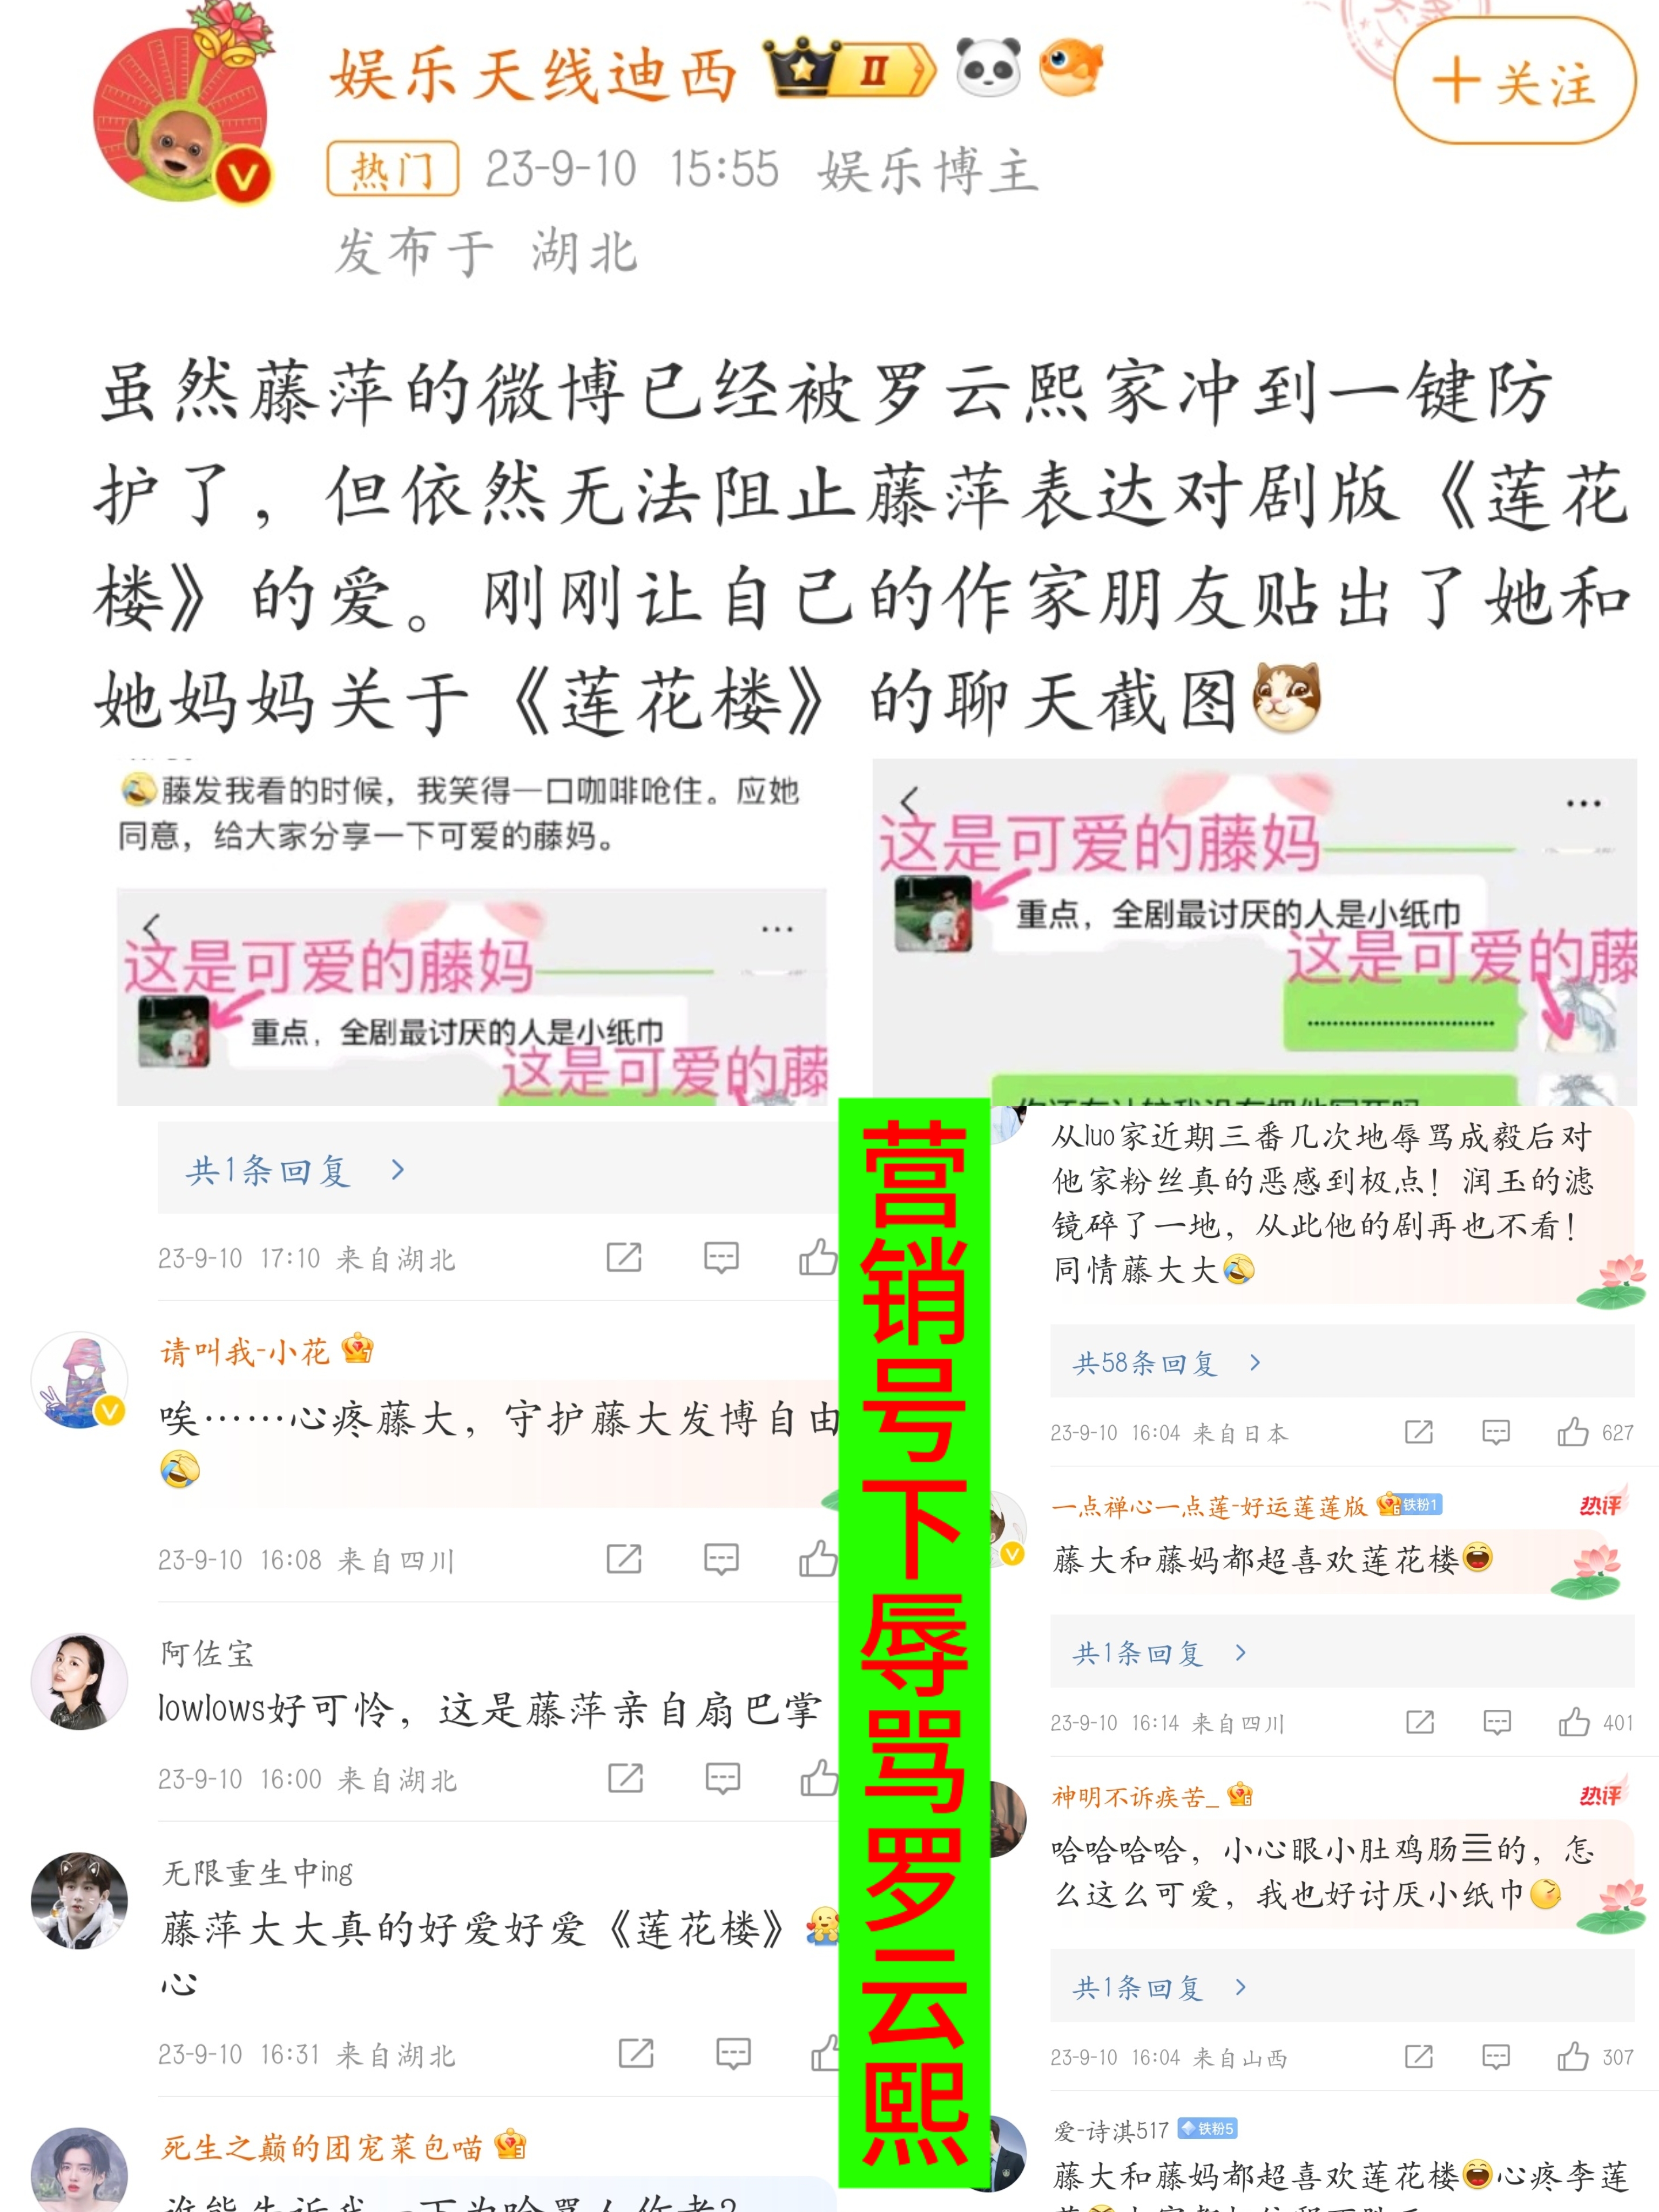 娱乐天线迪西 II
+关注
热门 23-9-10 15:55 娱乐博主
发布于 湖北
虽然藤萍的微博已经被罗云熙家冲到一键防
护了，但依然无法阻止藤萍表达对剧版《莲花
楼》的爱。刚刚让自己的作家朋友贴出了她和
她妈妈关于《莲花楼》的聊天截图
🤣藤发我看的时候，我笑得一口咖啡呛住。应她
同意，给大家分享一下可爱的藤妈。
这是可爱的藤妈
重点，全剧最讨厌的人是小纸巾
这是可爱的藤
这是可爱的藤妈
重点，全剧最讨厌的人是小纸巾
这是可爱的藤
................................
共1条回复 >
23-9-10 17:10 来自湖北
请叫我-小花
唉……心疼藤大，守护藤大发博自由
🤣
23-9-10 16:08 来自四川
阿佐宝
lowlows好可怜，这是藤萍亲自扇巴掌
23-9-10 16:00 来自湖北
无限重生中ing
藤萍大大真的好爱好爱《莲花楼》
心
23-9-10 16:31 来自湖北
死生之巅的团宠菜包喵
营销号下辱骂罗云熙
从luo家近期三番几次地辱骂成毅后对
他家粉丝真的恶感到极点！润玉的滤
镜碎了一地，从此他的剧再也不看！
同情藤大大🤣
共58条回复 >
23-9-10 16:04 来自日本 627
一点禅心一点莲-好运莲莲版 铁粉1 热评
藤大和藤妈都超喜欢莲花楼
共1条回复 >
23-9-10 16:14 来自四川 401
神明不诉疾苦_ 热评
哈哈哈哈，小心眼小肚鸡肠亖的，怎
么这么可爱，我也好讨厌小纸巾
共1条回复 >
23-9-10 16:04 来自山西 307
爱-诗淇517 铁粉5
藤大和藤妈都超喜欢莲花楼心疼李莲